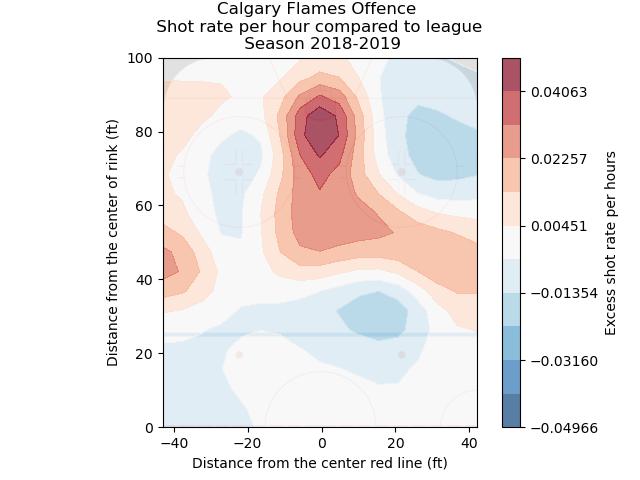 Calgary Flames Offence
Shot rate per hour compared to league
Season 2018-2019
100
80
60
40
20
0
Distance from the center of rink (ft)
−40
−20
0
20
40
Distance from the center red line (ft)
0.04063
0.02257
0.00451
−0.01354
−0.03160
−0.04966
Excess shot rate per hours